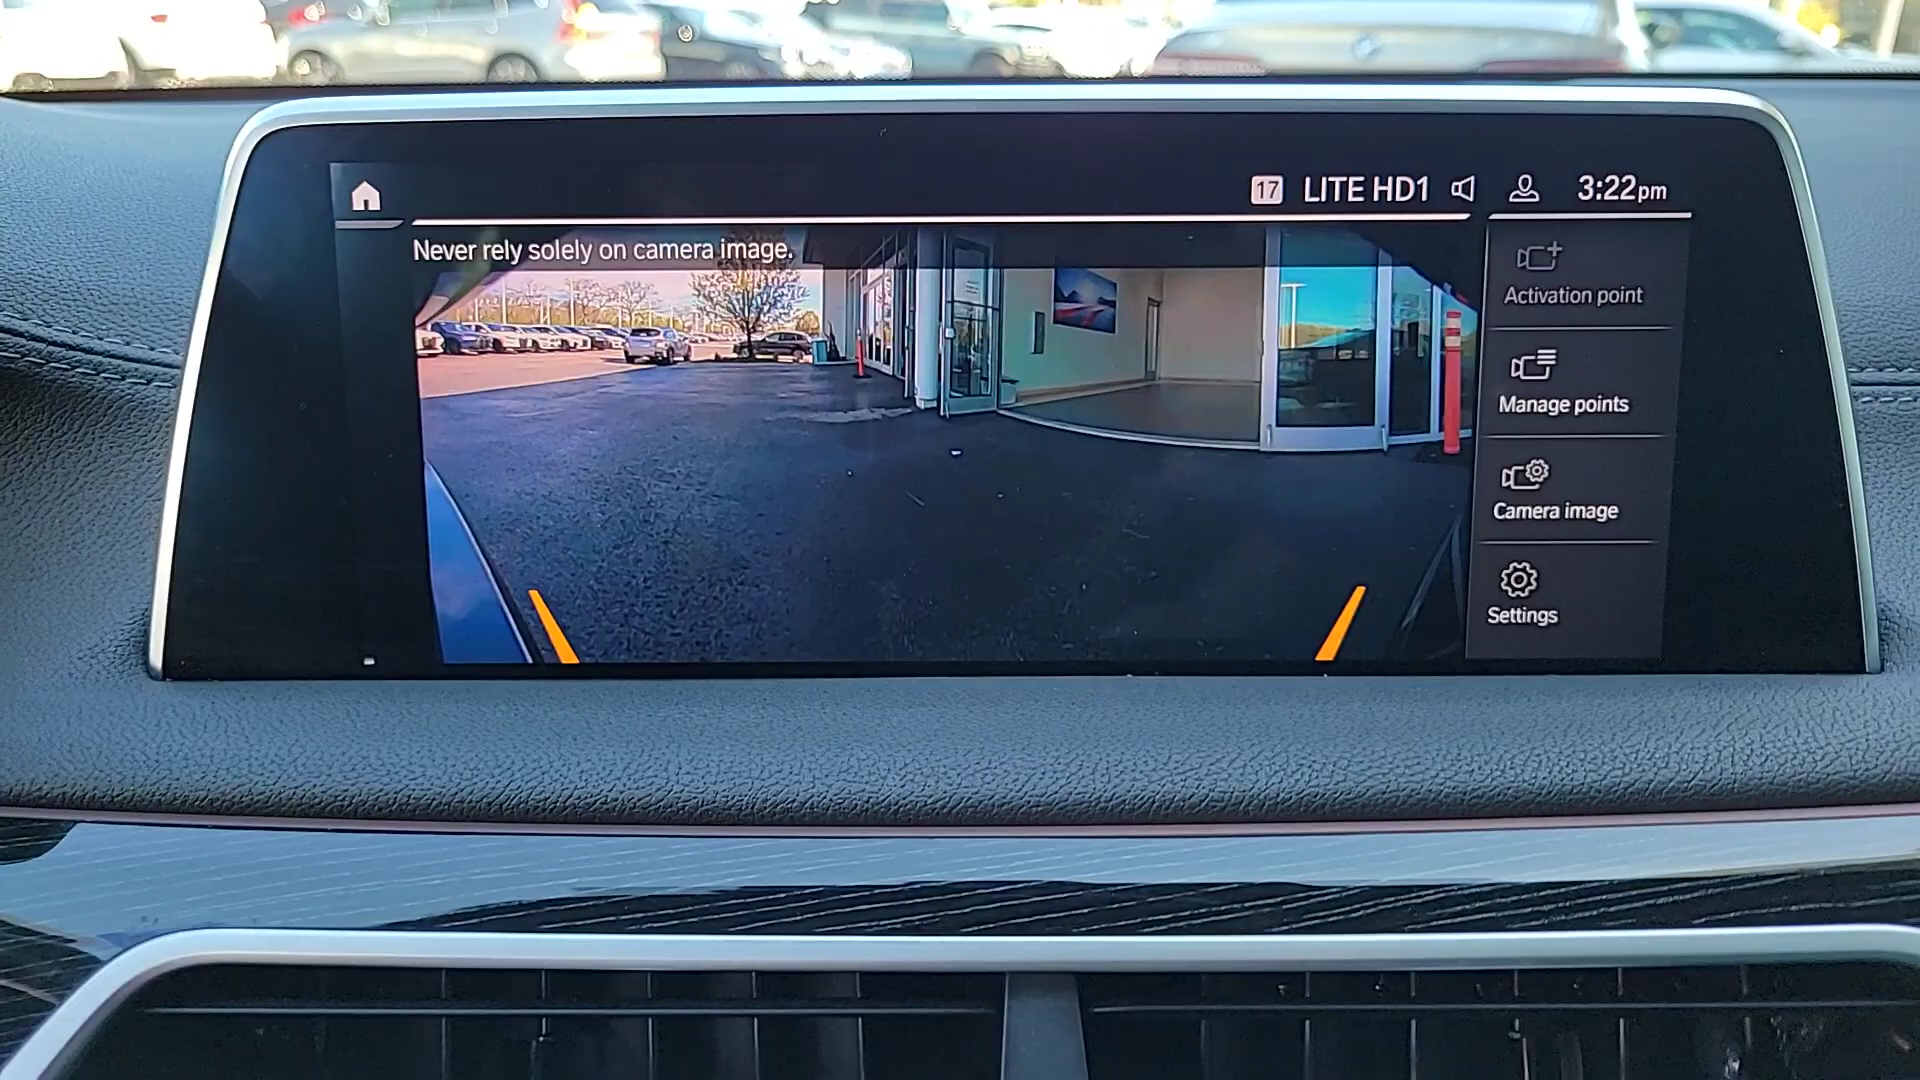 17 LITE HD1 3:22pm
Never rely solely on camera image.
Activation point
Manage points
Camera image
Settings